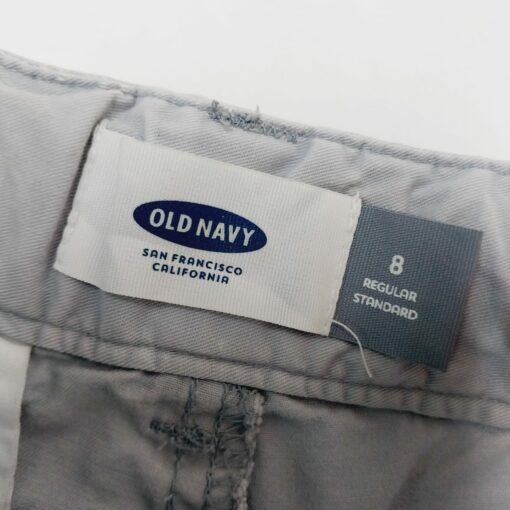 OLD NAVY
SAN FRANCISCO
CALIFORNIA
8
REGULAR
STANDARD